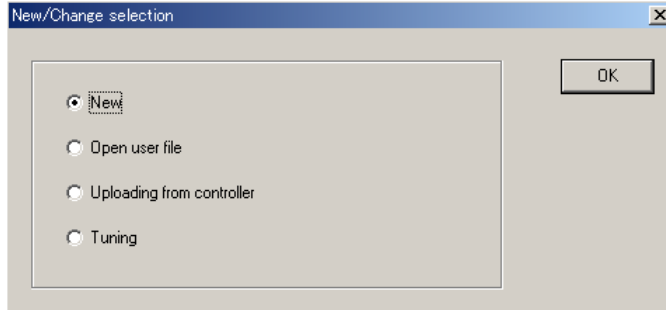 New/Change selection
OK
New
Open user file
Uploading from controller
Tuning